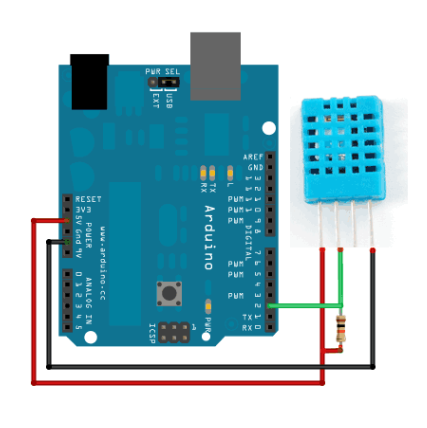 PWR SEL
EXT
USB
AREF
GND
13
12
11
10
9
8
PWM
PWM
PWM
DIGITAL
7
6
5
4
3
2
PWM
PWM
PWM
TX 1
RX 0
RX
TX
L
Arduino
www.arduino.cc
RESET
3V3
5V
Gnd
9V
POWER
ANALOG IN
0
1
2
3
4
5
ICSP
1
PWR